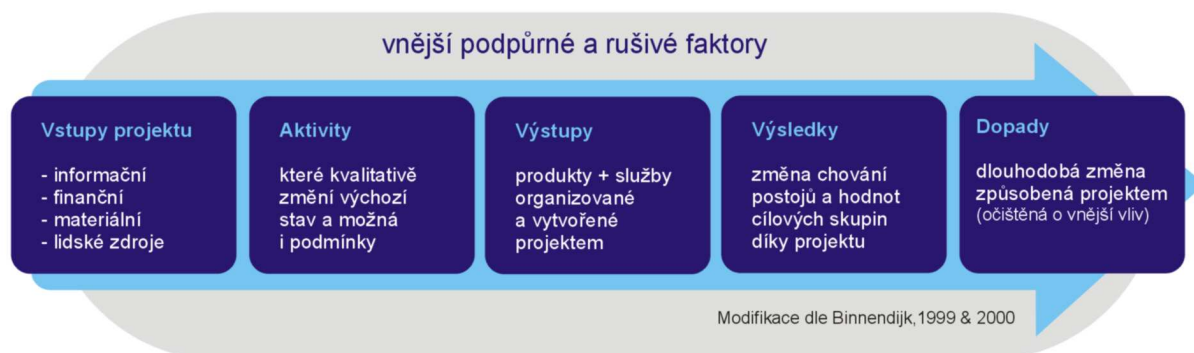 vnější podpůrné a rušivé faktory
Vstupy projektu
- informační
- finanční
- materiální
- lidské zdroje
Aktivity
které kvalitativě
změní výchozí
stav a možná
i podmínky
Výstupy
produkty + služby
organizované
a vytvořené
projektem
Výsledky
změna chování
postojů a hodnot
cílových skupin
díky projektu
Dopady
dlouhodobá změna
způsobená projektem
(očištěná o vnější vliv)
Modifikace dle Binnendijk,1999 & 2000